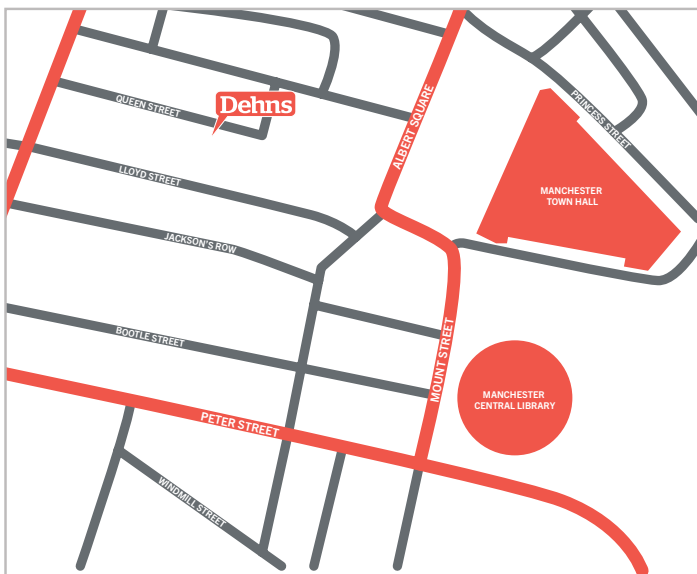 QUEEN STREET
Dehns
ALBERT SQUARE
PRINCESS STREET
LLOYD STREET
MANCHESTER
TOWN HALL
JACKSON'S ROW
BOOTLE STREET
MOUNT STREET
MANCHESTER
CENTRAL LIBRARY
PETER STREET
WINDMILL STREET